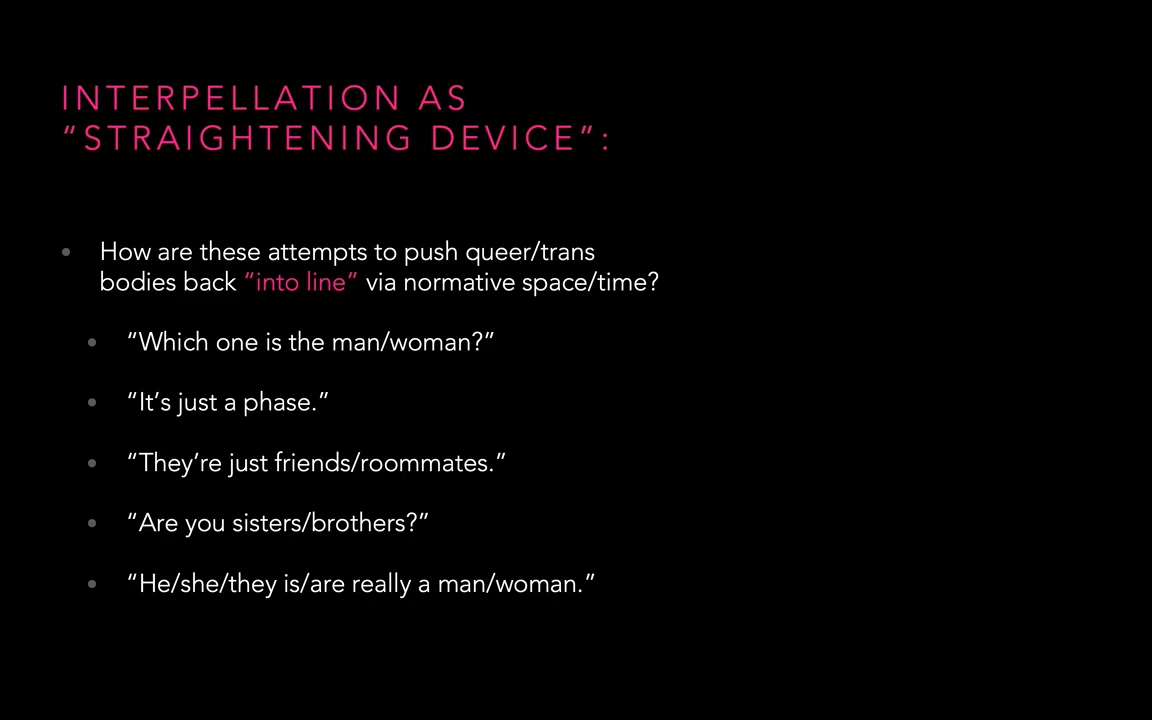 INTERPELLATION AS
“STRAIGHTENING DEVICE”:
• How are these attempts to push queer/trans
bodies back “into line” via normative space/time?
• “Which one is the man/woman?”
• “It’s just a phase.”
• “They’re just friends/roommates.”
• “Are you sisters/brothers?”
• “He/she/they is/are really a man/woman.”